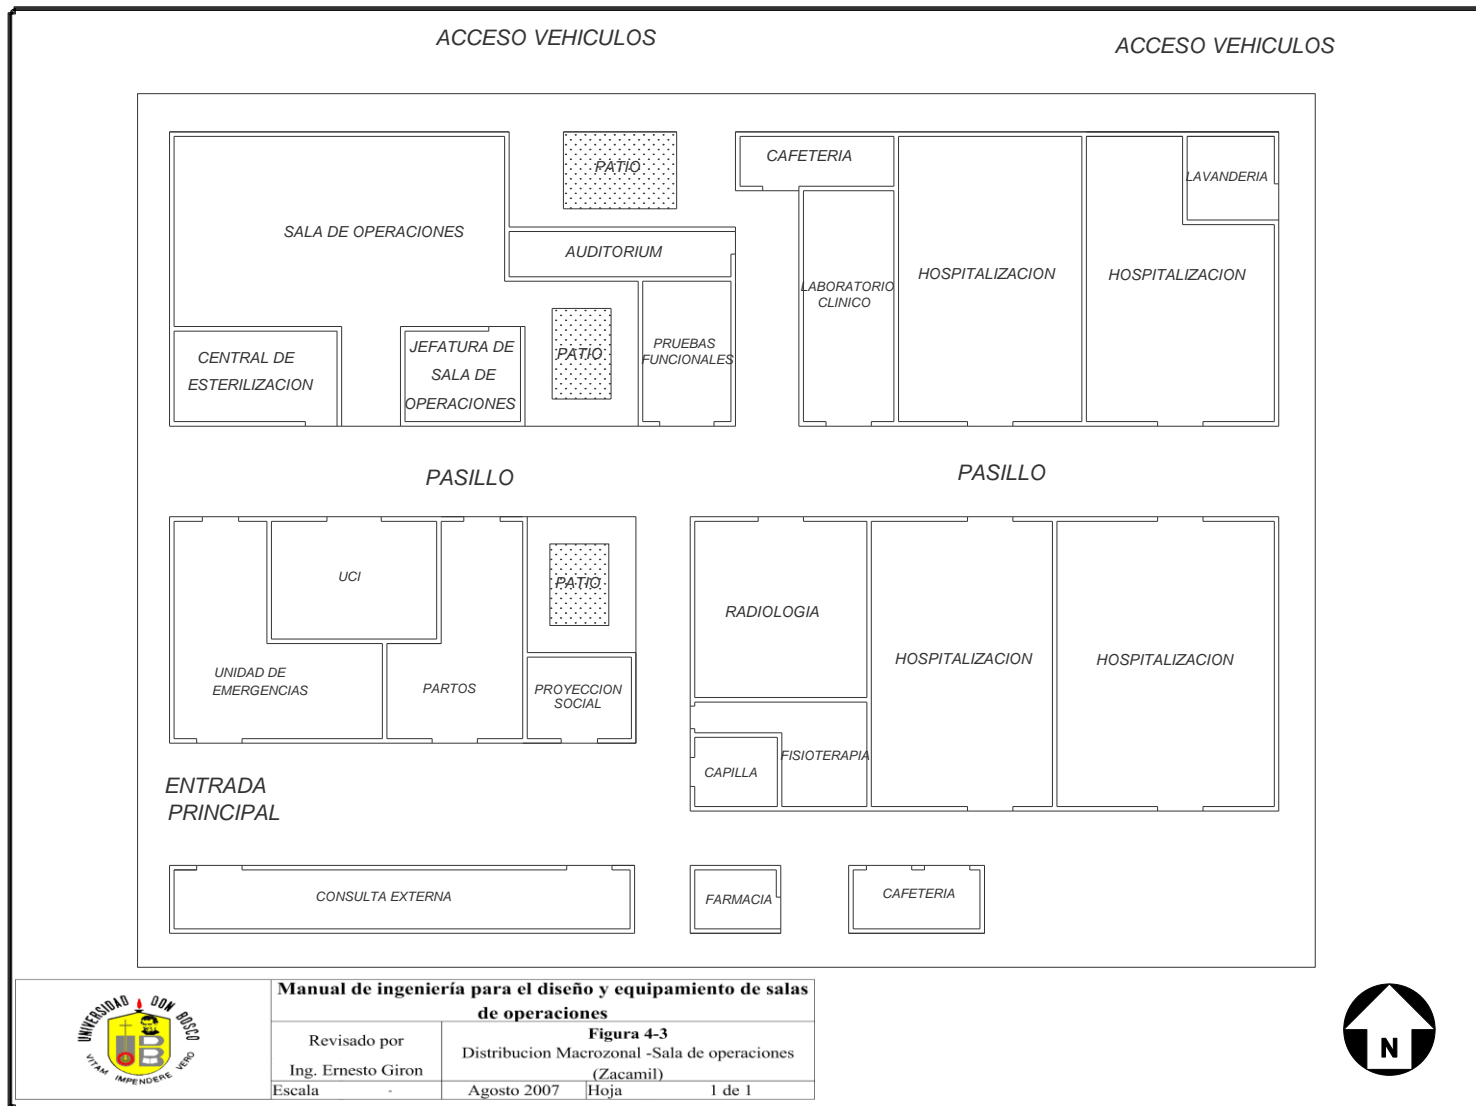 ACCESO VEHICULOS
ACCESO VEHICULOS
PATIO
CAFETERIA
LAVANDERIA
SALA DE OPERACIONES
AUDITORIUM
HOSPITALIZACION
HOSPITALIZACION
LABORATORIO
CLINICO
CENTRAL DE
ESTERILIZACION
JEFATURA DE
SALA DE
OPERACIONES
PATIO
PRUEBAS
FUNCIONALES
PASILLO
PASILLO
UCI
PATIO
RADIOLOGIA
UNIDAD DE
EMERGENCIAS
PARTOS
PROYECCION
SOCIAL
HOSPITALIZACION
HOSPITALIZACION
CAPILLA
FISIOTERAPIA
ENTRADA
PRINCIPAL
CONSULTA EXTERNA
FARMACIA
CAFETERIA
UNIVERSIDAD DON BOSCO
VITAM IMPENDERE VERO
Manual de ingeniería para el diseño y equipamiento de salas
de operaciones
Revisado por
Ing. Ernesto Giron
Figura 4-3
Distribucion Macrozonal -Sala de operaciones
(Zacamil)
Escala -
Agosto 2007
Hoja 1 de 1
N